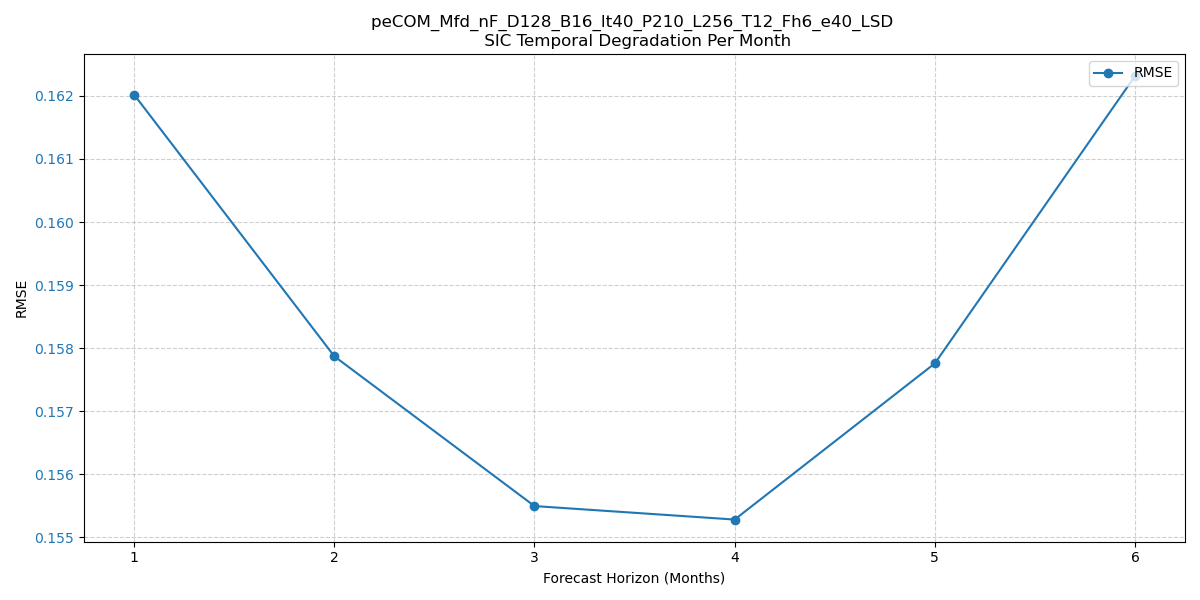 peCOM_Mfd_nF_D128_B16_lt40_P210_L256_T12_Fh6_e40_LSD
SIC Temporal Degradation Per Month
RMSE
0.162
0.161
0.160
0.159
0.158
0.157
0.156
0.155
RMSE
1 2 3 4 5 6
Forecast Horizon (Months)